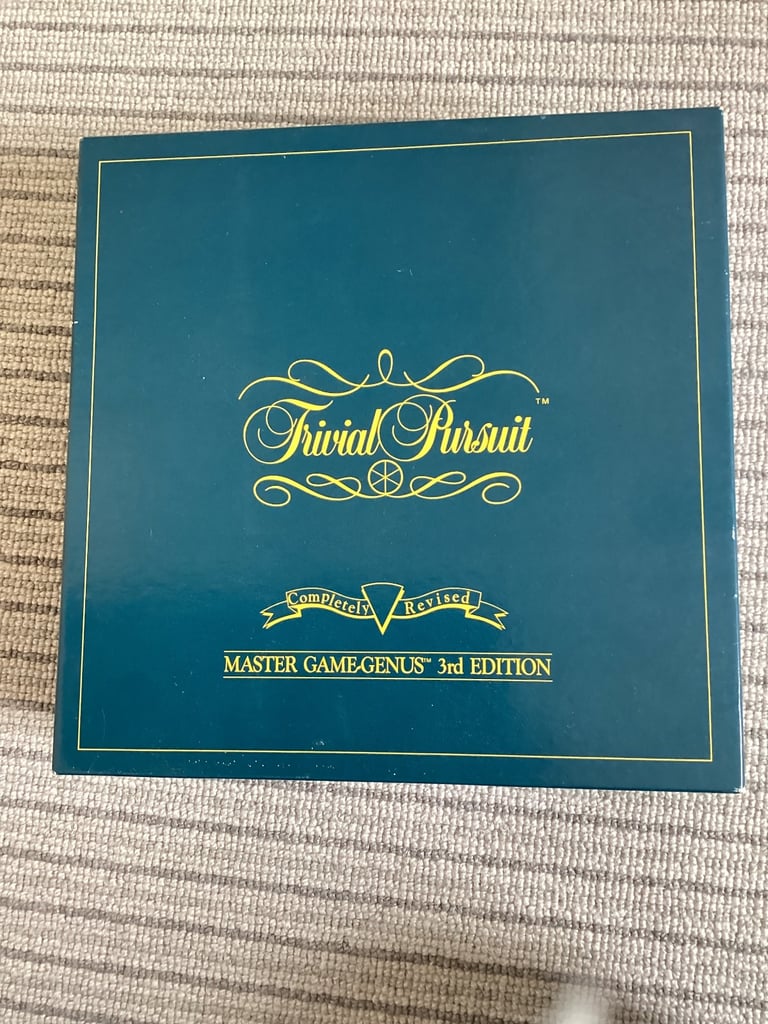 Trivial Pursuit™
Completely Revised
MASTER GAME-GENUS™ 3rd EDITION